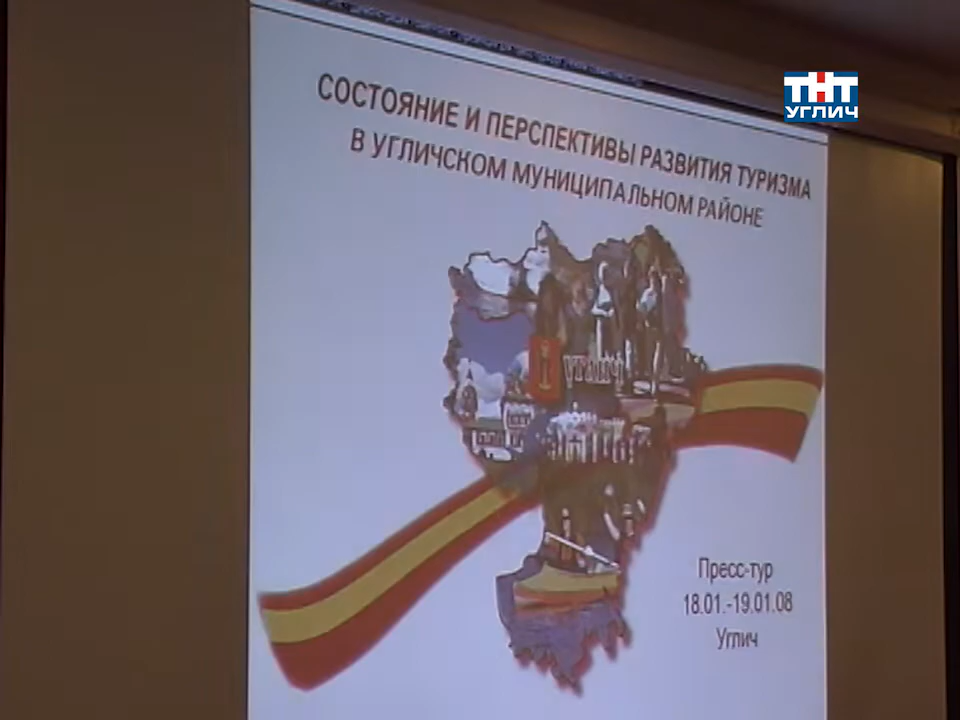 ТНТ
УГЛИЧ
СОСТОЯНИЕ И ПЕРСПЕКТИВЫ РАЗВИТИЯ ТУРИЗМА
В УГЛИЧСКОМ МУНИЦИПАЛЬНОМ РАЙОНЕ
УГЛИЧ
Пресс-тур
18.01.-19.01.08
Углич